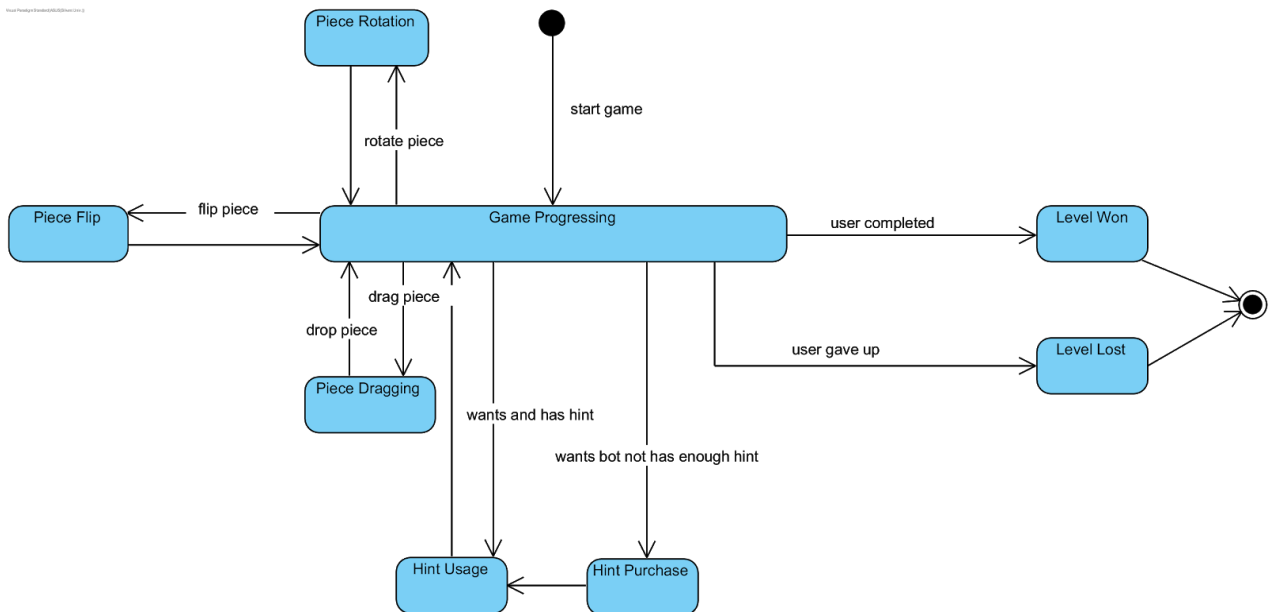 Piece Rotation
start game
rotate piece
flip piece
Piece Flip
Game Progressing
user completed
Level Won
drag piece
drop piece
user gave up
Level Lost
Piece Dragging
wants and has hint
wants bot not has enough hint
Hint Usage
Hint Purchase